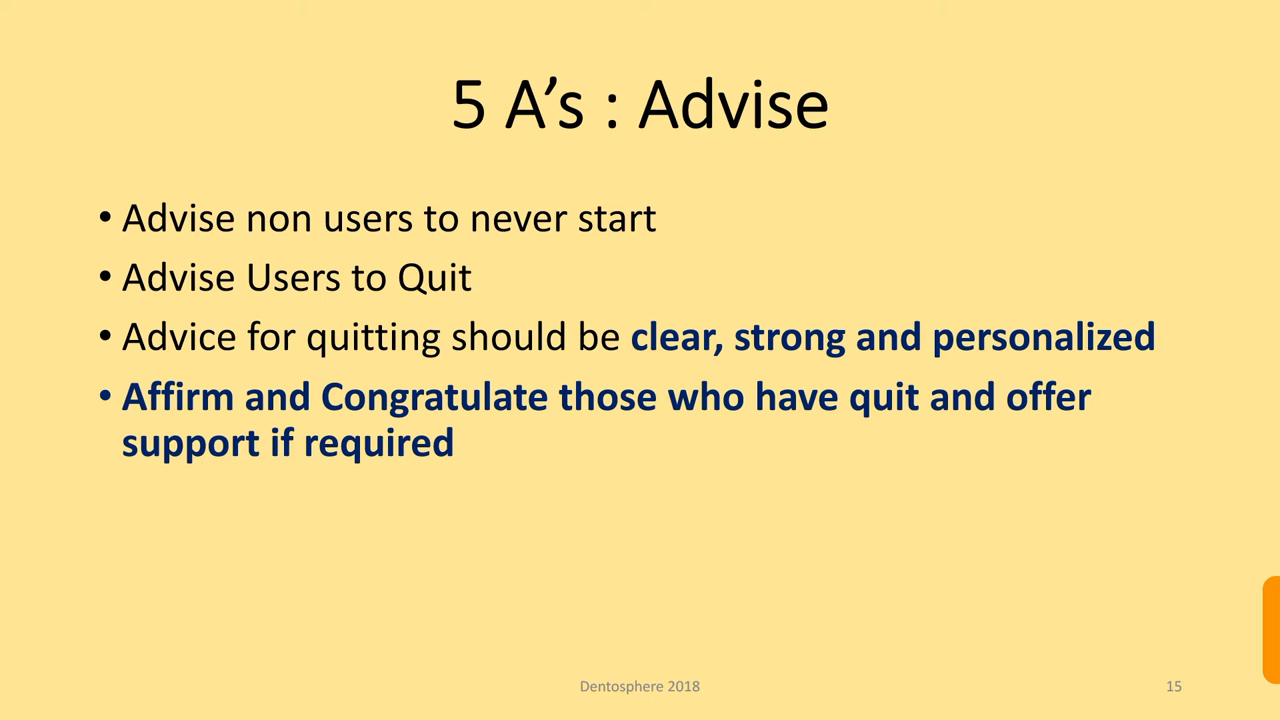 5 A’s : Advise
• Advise non users to never start
• Advise Users to Quit
• Advice for quitting should be clear, strong and personalized
• Affirm and Congratulate those who have quit and offer
support if required
Dentosphere 2018
15